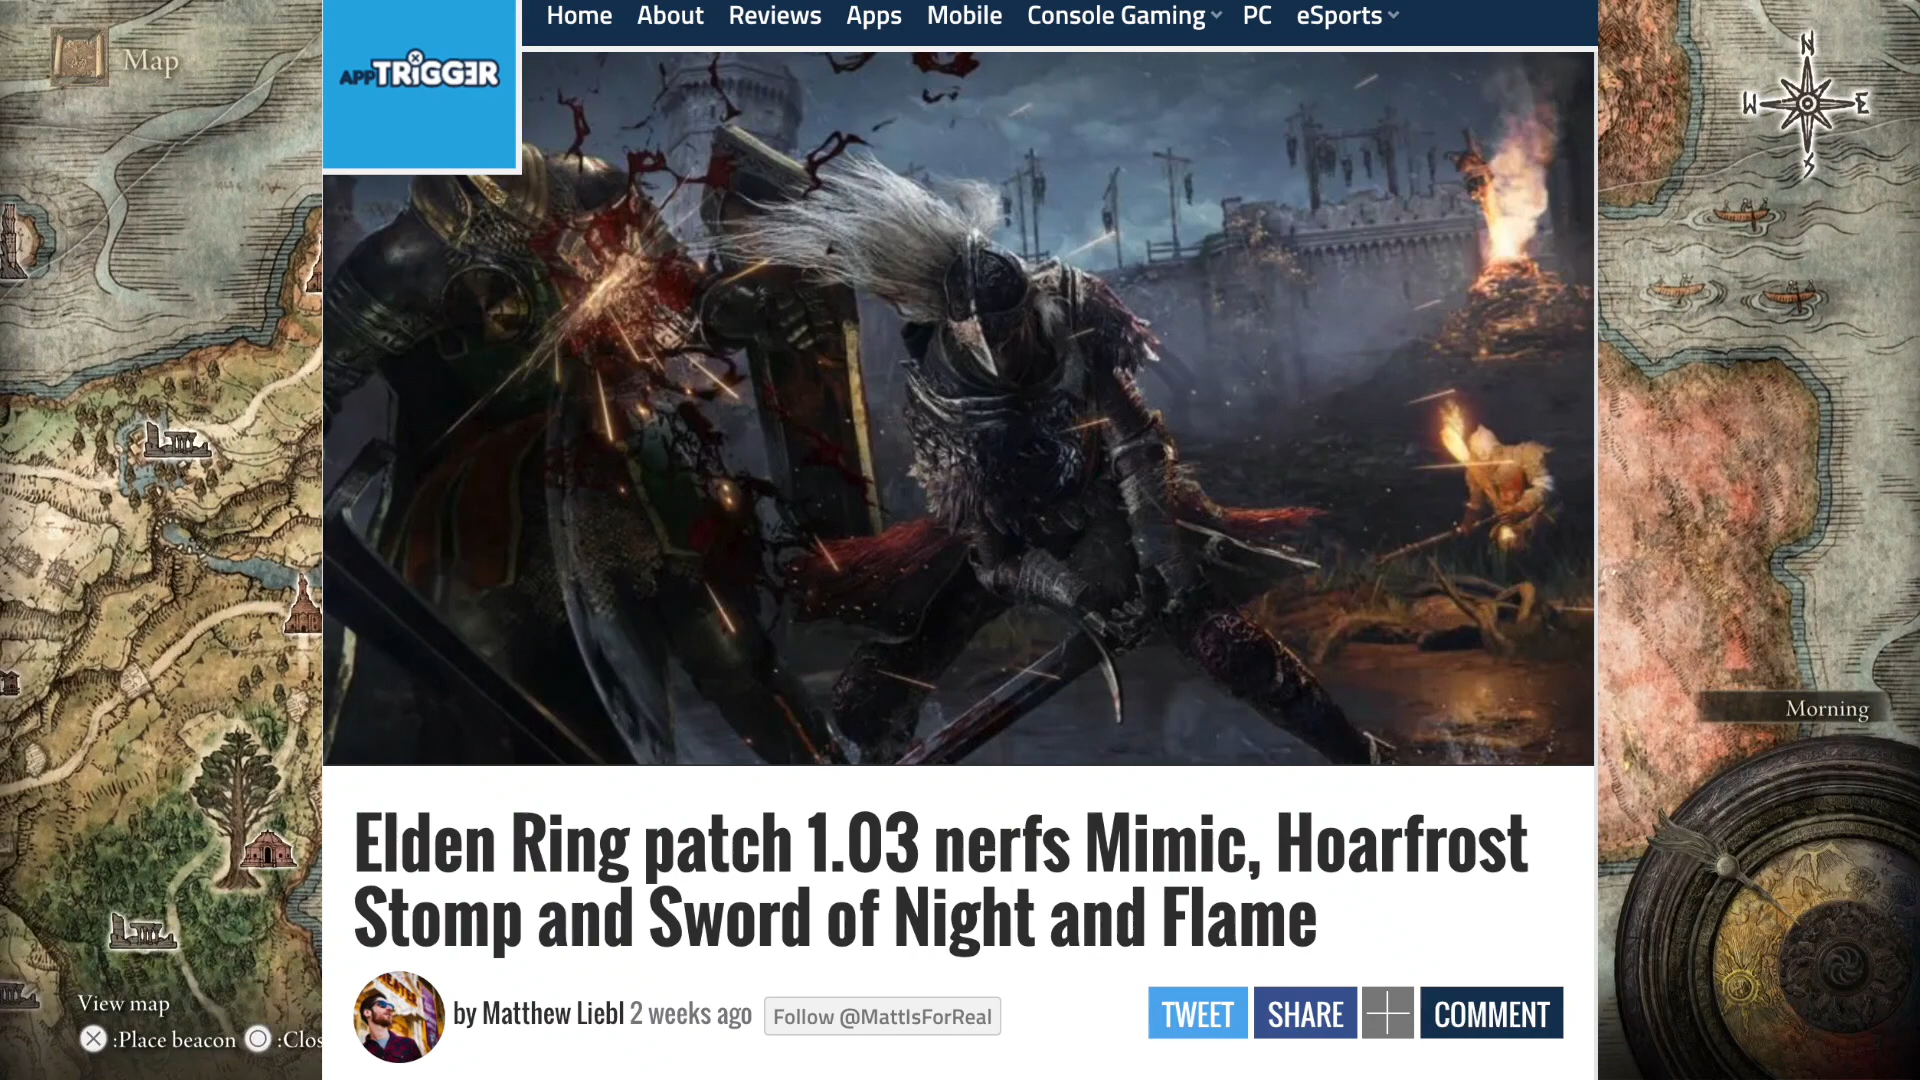 Home About Reviews Apps Mobile Console Gaming PC eSports
Map
APPTRiGG3R
N
W E
S
Morning
Elden Ring patch 1.03 nerfs Mimic, Hoarfrost
Stomp and Sword of Night and Flame
by Matthew Liebl 2 weeks ago Follow @MattIsForReal
TWEET SHARE COMMENT
View map
:Place beacon :Clos